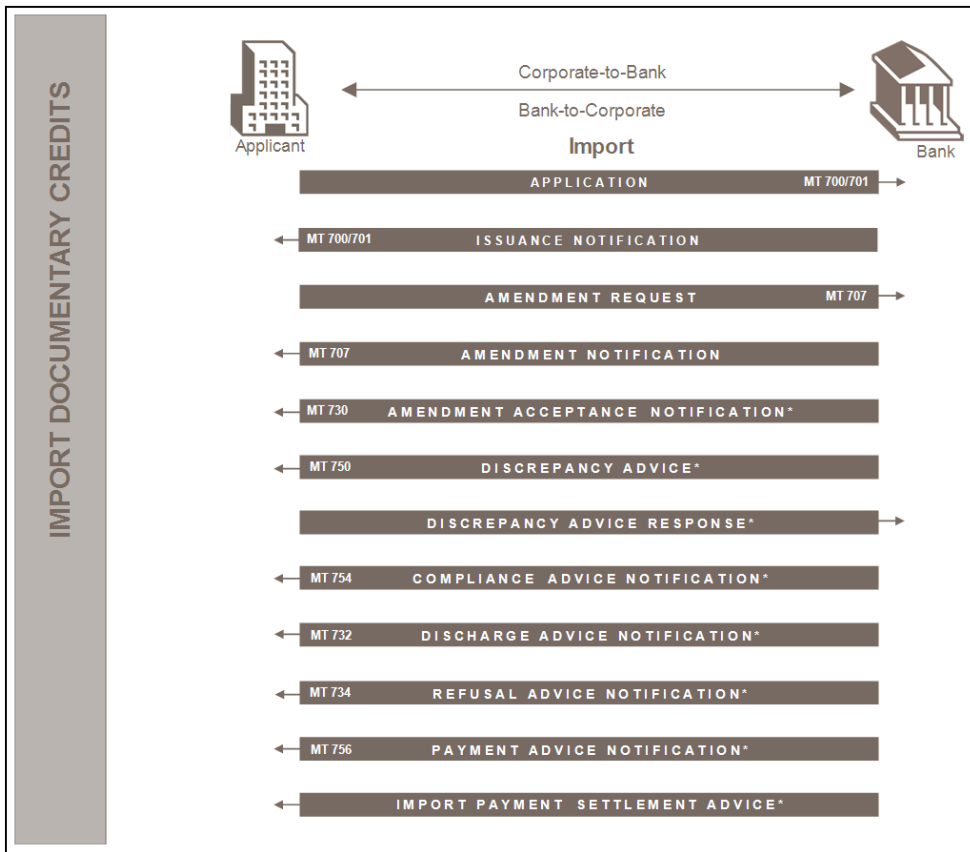 IMPORT DOCUMENTARY CREDITS
Corporate-to-Bank
Bank-to-Corporate
Applicant
Import
Bank
APPLICATION MT 700/701
MT 700/701 ISSUANCE NOTIFICATION
AMENDMENT REQUEST MT 707
MT 707 AMENDMENT NOTIFICATION
MT 730 AMENDMENT ACCEPTANCE NOTIFICATION*
MT 750 DISCREPANCY ADVICE*
DISCREPANCY ADVICE RESPONSE*
MT 754 COMPLIANCE ADVICE NOTIFICATION*
MT 732 DISCHARGE ADVICE NOTIFICATION*
MT 734 REFUSAL ADVICE NOTIFICATION*
MT 756 PAYMENT ADVICE NOTIFICATION*
IMPORT PAYMENT SETTLEMENT ADVICE*